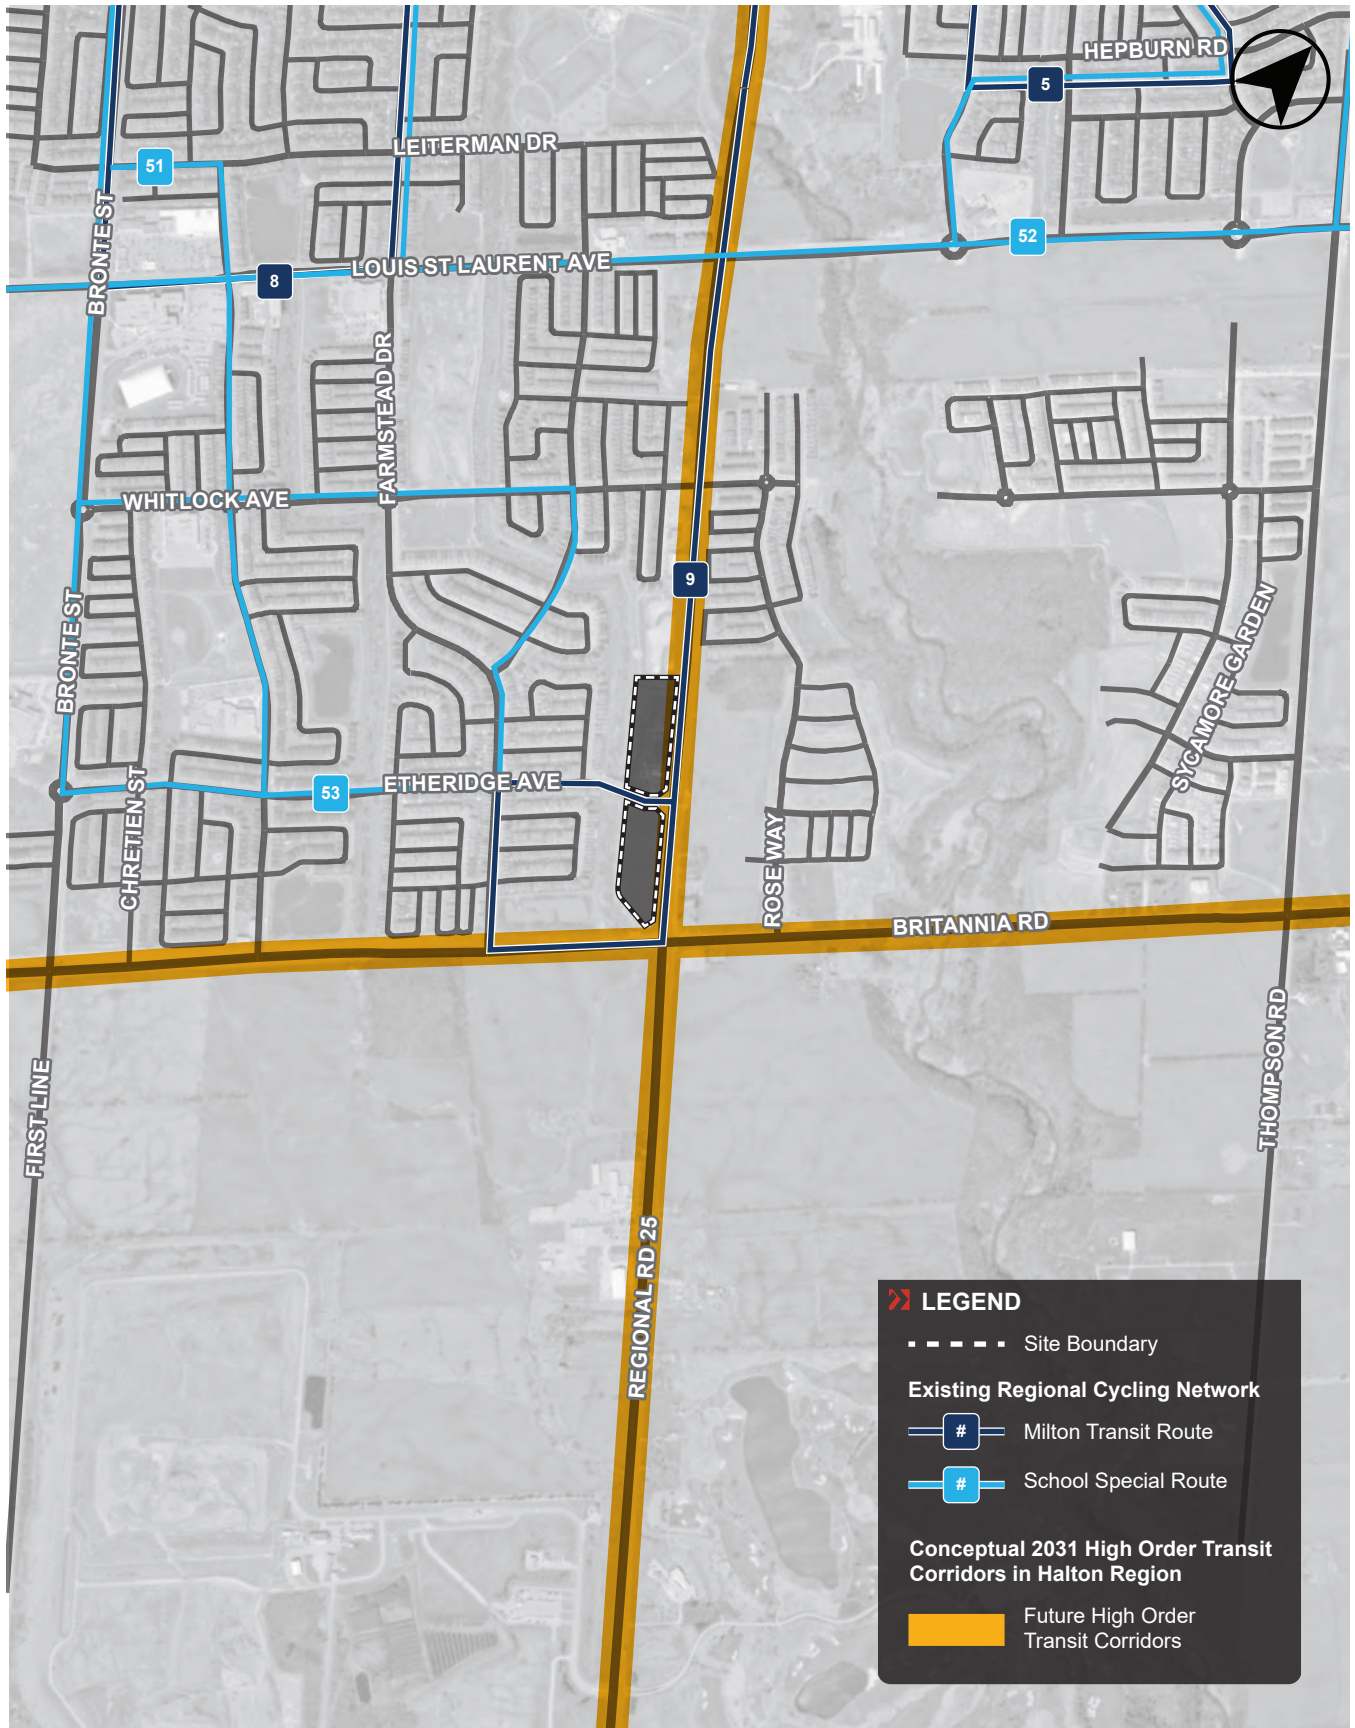 HEPBURN RD
5
LEITERMAN DR
51
BRONTE ST
52
LOUIS ST LAURENT AVE
8
FARMSTEAD DR
WHITLOCK AVE
9
BRONTE ST
SYCAMORE GARDEN
ETHERIDGE AVE
53
CHRETIEN ST
ROSE WAY
BRITANNIA RD
FIRST LINE
THOMPSON RD
REGIONAL RD 25
LEGEND
Site Boundary
Existing Regional Cycling Network
# Milton Transit Route
# School Special Route
Conceptual 2031 High Order Transit
Corridors in Halton Region
Future High Order
Transit Corridors